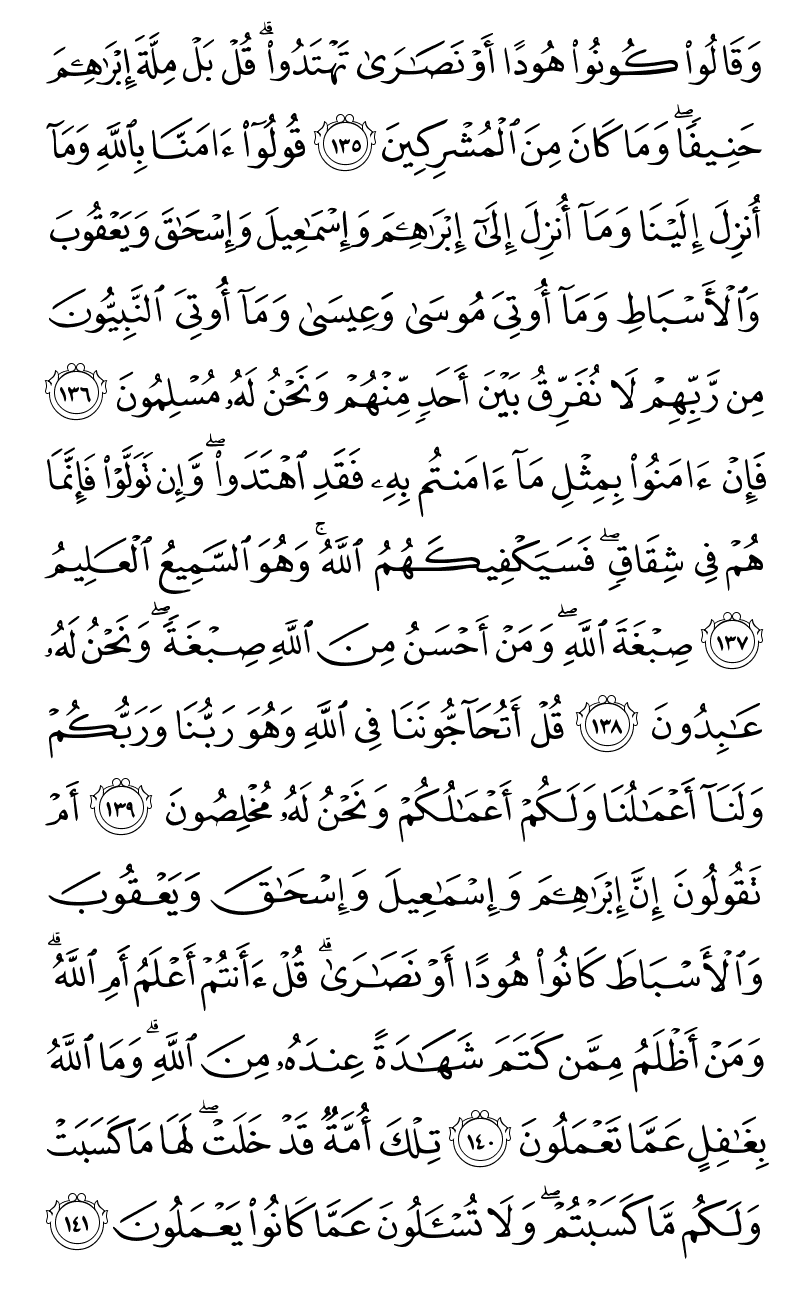 وَقَالُوا۟ كُونُوا۟ هُودًا أَوْ نَصَـٰرَىٰ تَهْتَدُوا۟ ۗ قُلْ بَلْ مِلَّةَ إِبْرَٰهِـۧمَ
حَنِيفًا ۖ وَمَا كَانَ مِنَ ٱلْمُشْرِكِينَ ١٣٥ قُولُوٓا۟ ءَامَنَّا بِٱللَّهِ وَمَآ
أُنزِلَ إِلَيْنَا وَمَآ أُنزِلَ إِلَىٰٓ إِبْرَٰهِـۧمَ وَإِسْمَـٰعِيلَ وَإِسْحَـٰقَ وَيَعْقُوبَ
وَٱلْأَسْبَاطِ وَمَآ أُوتِىَ مُوسَىٰ وَعِيسَىٰ وَمَآ أُوتِىَ ٱلنَّبِيُّونَ
مِن رَّبِّهِمْ لَا نُفَرِّقُ بَيْنَ أَحَدٍ مِّنْهُمْ وَنَحْنُ لَهُۥ مُسْلِمُونَ ١٣٦
فَإِنْ ءَامَنُوا۟ بِمِثْلِ مَآ ءَامَنتُم بِهِۦ فَقَدِ ٱهْتَدَوا۟ ۖ وَّإِن تَوَلَّوْا۟ فَإِنَّمَا
هُمْ فِى شِقَاقٍ ۖ فَسَيَكْفِيكَهُمُ ٱللَّهُ ۚ وَهُوَ ٱلسَّمِيعُ ٱلْعَلِيمُ
١٣٧ صِبْغَةَ ٱللَّهِ ۖ وَمَنْ أَحْسَنُ مِنَ ٱللَّهِ صِبْغَةً ۖ وَنَحْنُ لَهُۥ
عَـٰبِدُونَ ١٣٨ قُلْ أَتُحَآجُّونَنَا فِى ٱللَّهِ وَهُوَ رَبُّنَا وَرَبُّكُمْ
وَلَنَآ أَعْمَـٰلُنَا وَلَكُمْ أَعْمَـٰلُكُمْ وَنَحْنُ لَهُۥ مُخْلِصُونَ ١٣٩ أَمْ
تَقُولُونَ إِنَّ إِبْرَٰهِـۧمَ وَإِسْمَـٰعِيلَ وَإِسْحَـٰقَ وَيَعْقُوبَ
وَٱلْأَسْبَاطَ كَانُوا۟ هُودًا أَوْ نَصَـٰرَىٰ ۗ قُلْ ءَأَنتُمْ أَعْلَمُ أَمِ ٱللَّهُ ۗ
وَمَنْ أَظْلَمُ مِمَّن كَتَمَ شَهَـٰدَةً عِندَهُۥ مِنَ ٱللَّهِ ۗ وَمَا ٱللَّهُ
بِغَـٰفِلٍ عَمَّا تَعْمَلُونَ ١٤٠ تِلْكَ أُمَّةٌ قَدْ خَلَتْ ۖ لَهَا مَا كَسَبَتْ
وَلَكُم مَّا كَسَبْتُمْ ۖ وَلَا تُسْـَٔلُونَ عَمَّا كَانُوا۟ يَعْمَلُونَ ١٤١